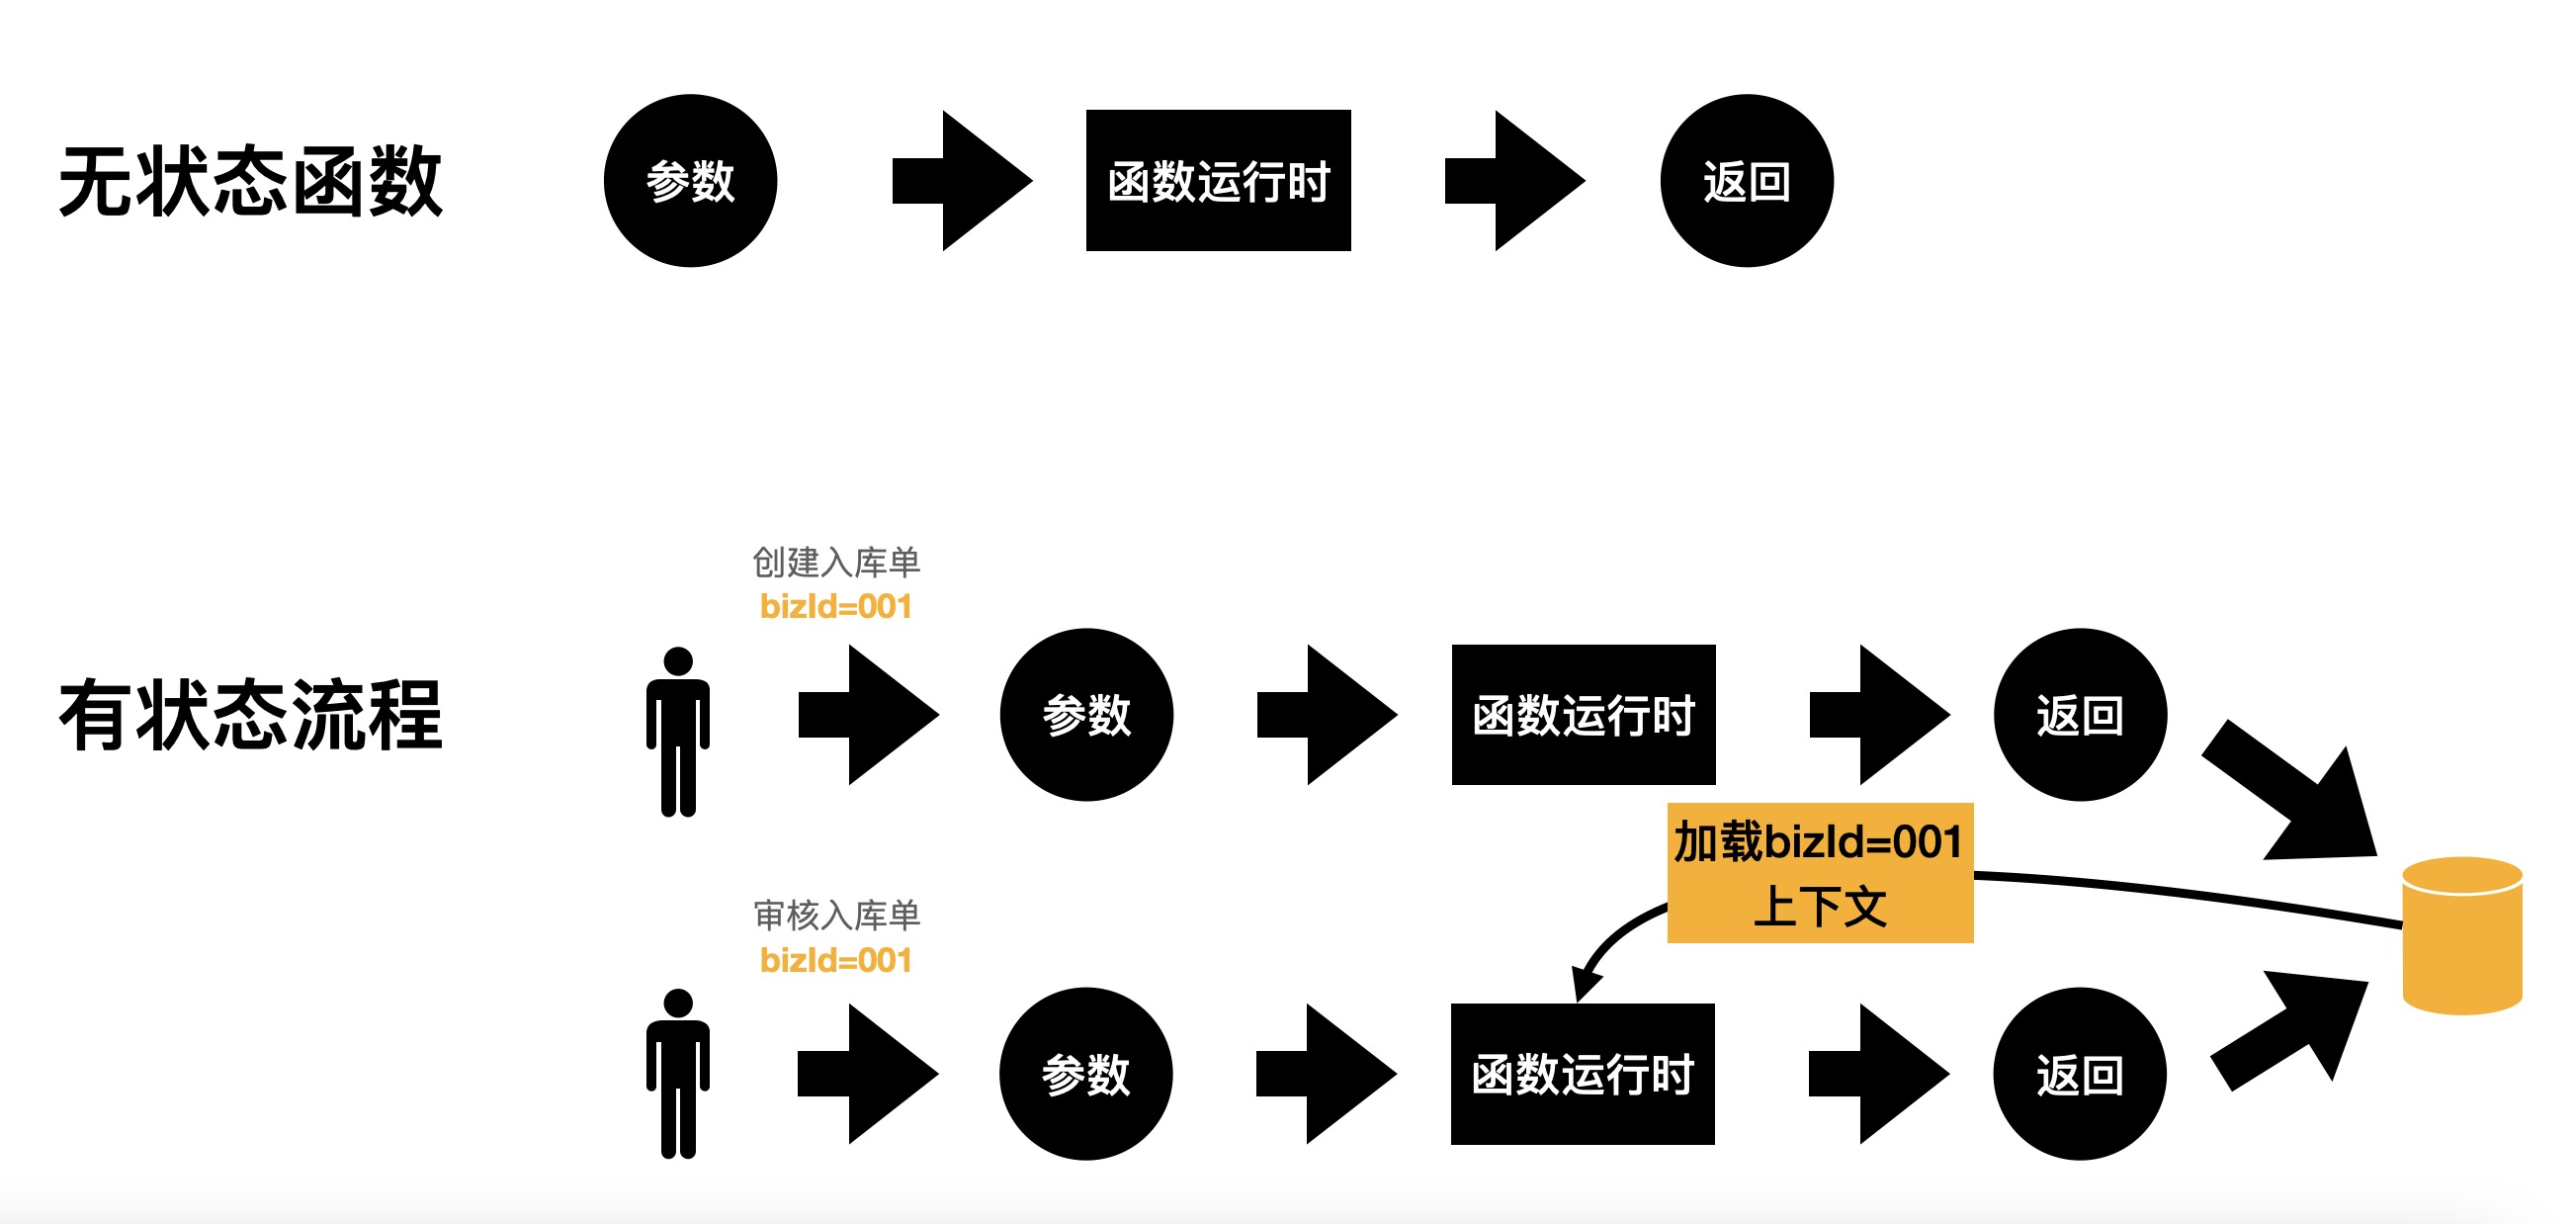 无状态函数
参数
函数运行时
返回
创建入库单
bizId=001
有状态流程
参数
函数运行时
返回
加载bizId=001
上下文
审核入库单
bizId=001
参数
函数运行时
返回